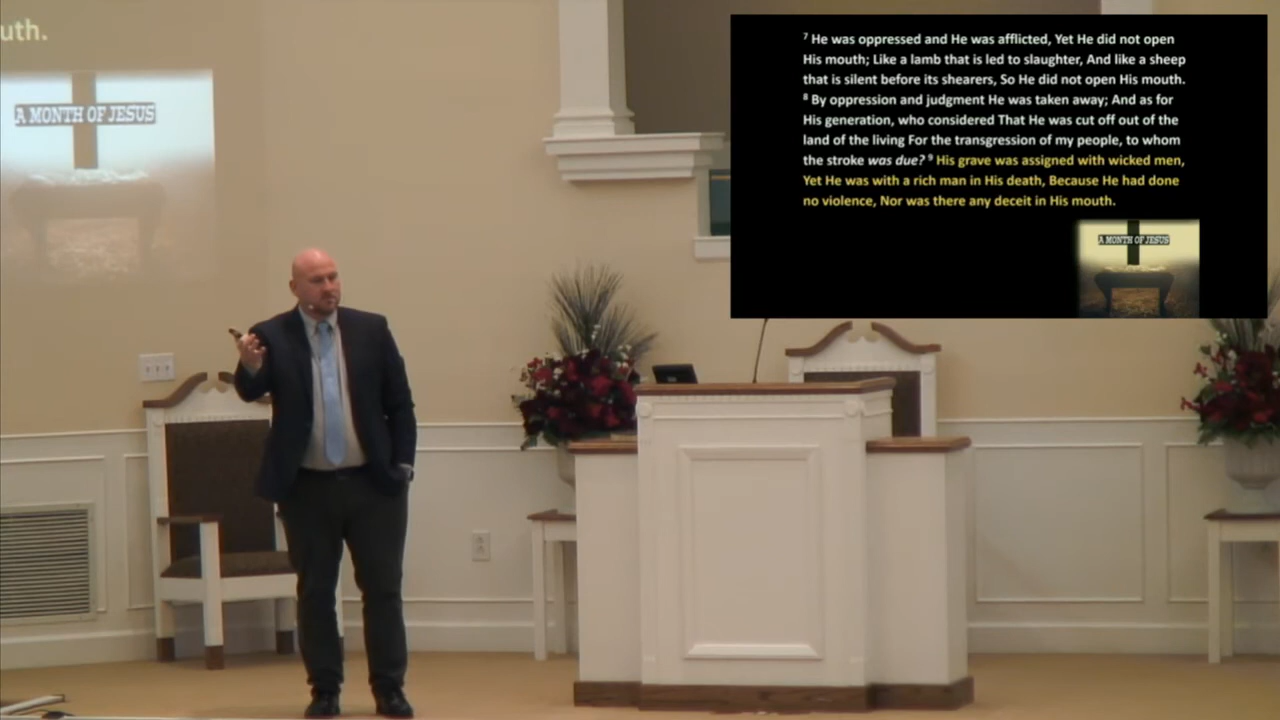 uth.
A MONTH OF JESUS
7 He was oppressed and He was afflicted, Yet He did not open
His mouth; Like a lamb that is led to slaughter, And like a sheep
that is silent before its shearers, So He did not open His mouth.
8 By oppression and judgment He was taken away; And as for
His generation, who considered That He was cut off out of the
land of the living For the transgression of my people, to whom
the stroke was due? 9 His grave was assigned with wicked men,
Yet He was with a rich man in His death, Because He had done
no violence, Nor was there any deceit in His mouth.
A MONTH OF JESUS